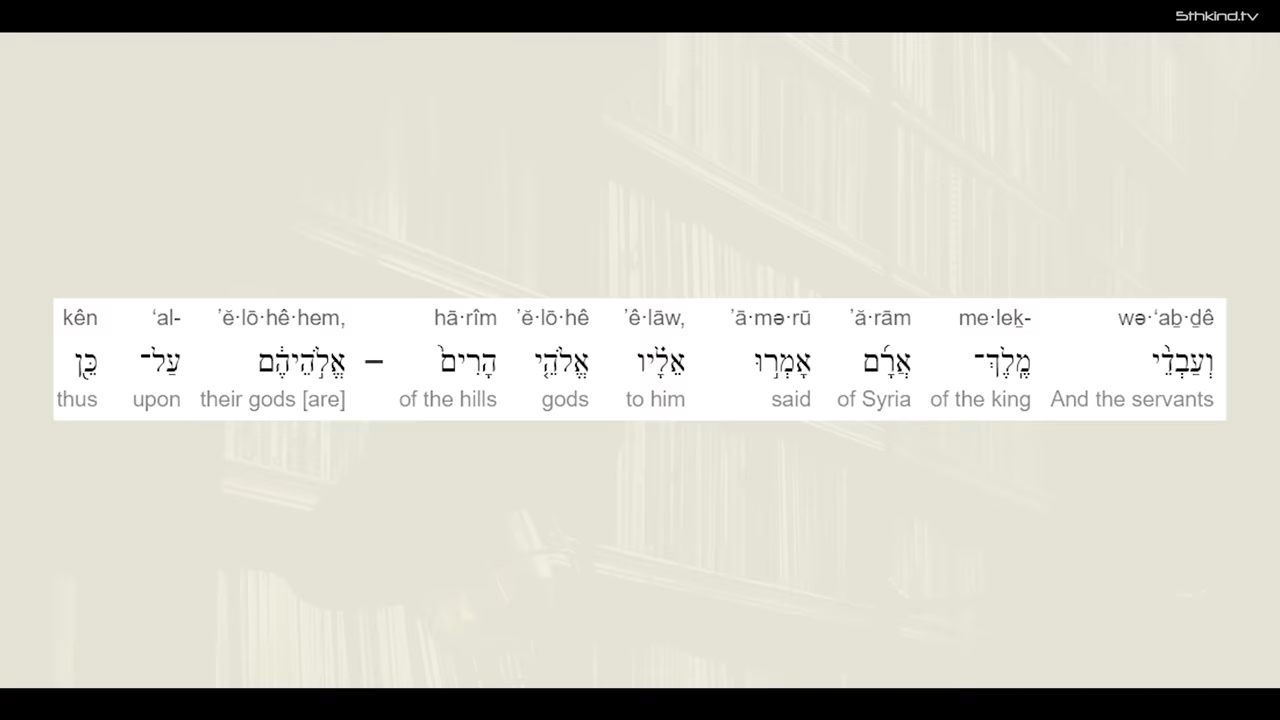 5thkind.tv
kên ‘al- ’ĕ·lō·hê·hem, hā·rîm ’ĕ·lō·hê ’ê·lāw, ’ā·mə·rū ’ă·rām me·leḵ- wə·‘aḇ·ḏê
וְעַבְדֵ֨י מֶֽלֶךְ־ אֲרָ֜ם אָמְר֣וּ אֵלָ֗יו אֱלֹהֵ֤י הָרִים֙ – אֱלֹ֣הֵיהֶ֔ם עַל־ כֵּ֖ן
thus upon their gods [are] of the hills gods to him said of Syria of the king And the servants